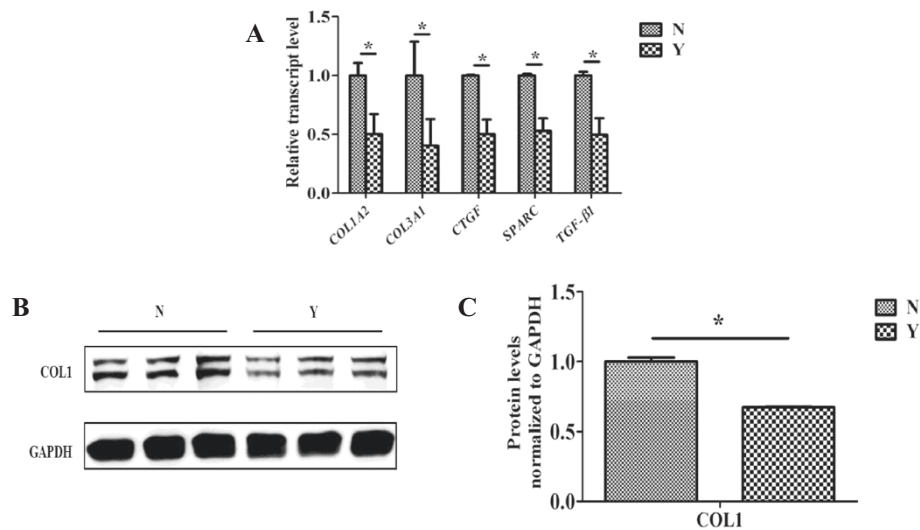 A
Relative transcript level
1.5
1.0
0.5
0.0
* * * * *
COL1A2
COL3A1
CTGF
SPARC
TGF-β1
N
Y
B
N Y
COL1
GAPDH
C
Protein levels
normalized to GAPDH
1.5
1.0
0.5
0.0
*
COL1
N
Y